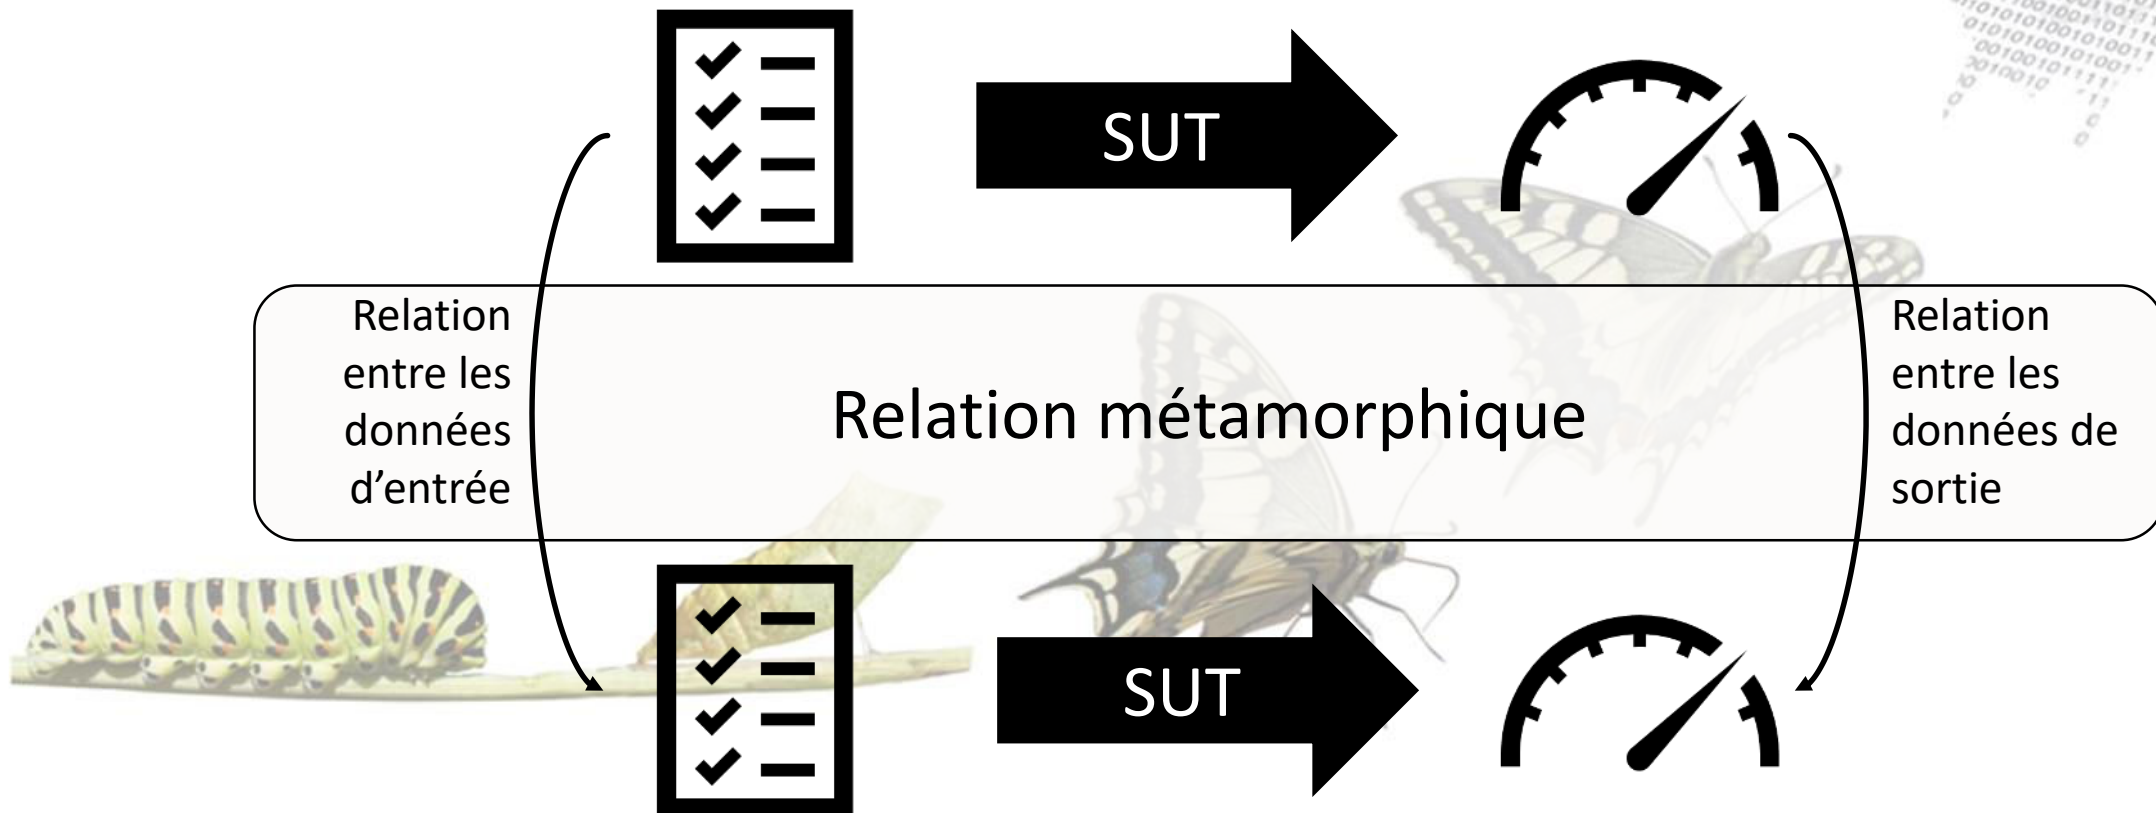 SUT
Relation
entre les
données
d’entrée
Relation métamorphique
Relation
entre les
données de
sortie
SUT